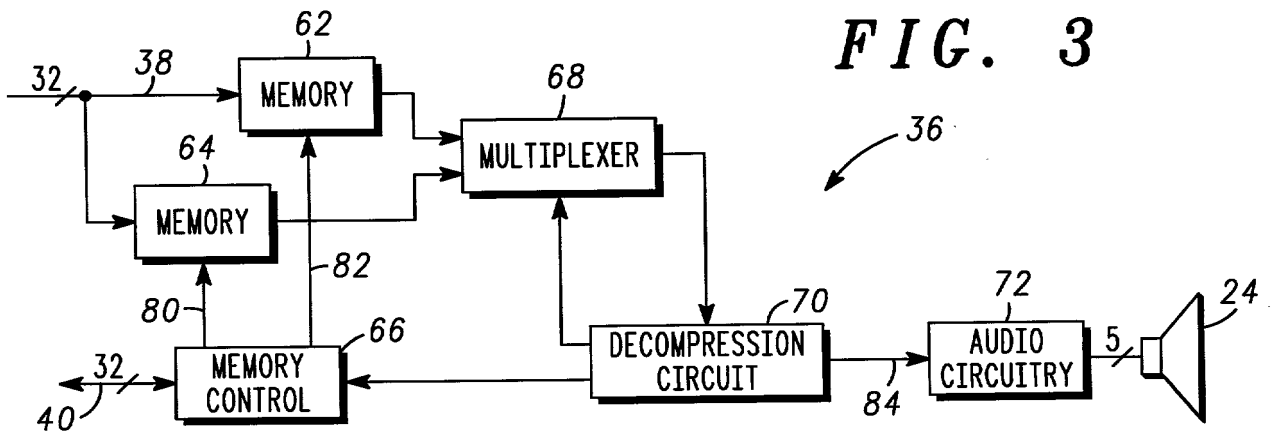 FIG. 3
62
32
38
MEMORY
68
36
64
MULTIPLEXER
MEMORY
82
80
70
72
24
66
DECOMPRESSION
CIRCUIT
AUDIO
CIRCUITRY
5
32
MEMORY
CONTROL
40
84